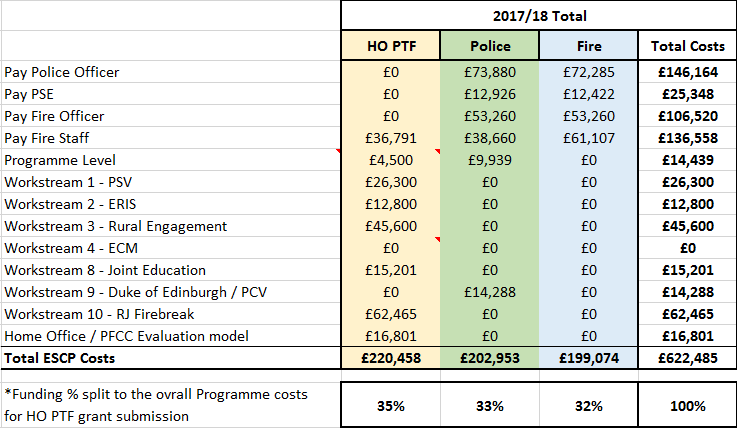 2017/18 Total
HO PTF Police Fire Total Costs
Pay Police Officer £0 £73,880 £72,285 £146,164
Pay PSE £0 £12,926 £12,422 £25,348
Pay Fire Officer £0 £53,260 £53,260 £106,520
Pay Fire Staff £36,791 £38,660 £61,107 £136,558
Programme Level £4,500 £9,939 £0 £14,439
Workstream 1 - PSV £26,300 £0 £0 £26,300
Workstream 2 - ERIS £12,800 £0 £0 £12,800
Workstream 3 - Rural Engagement £45,600 £0 £0 £45,600
Workstream 4 - ECM £0 £0 £0 £0
Workstream 8 - Joint Education £15,201 £0 £0 £15,201
Workstream 9 - Duke of Edinburgh / PCV £0 £14,288 £0 £14,288
Workstream 10 - RJ Firebreak £62,465 £0 £0 £62,465
Home Office / PFCC Evaluation model £16,801 £0 £0 £16,801
Total ESCP Costs £220,458 £202,953 £199,074 £622,485
*Funding % split to the ovrall Programme costs
for HO PTF grant submission
35% 33% 32% 100%